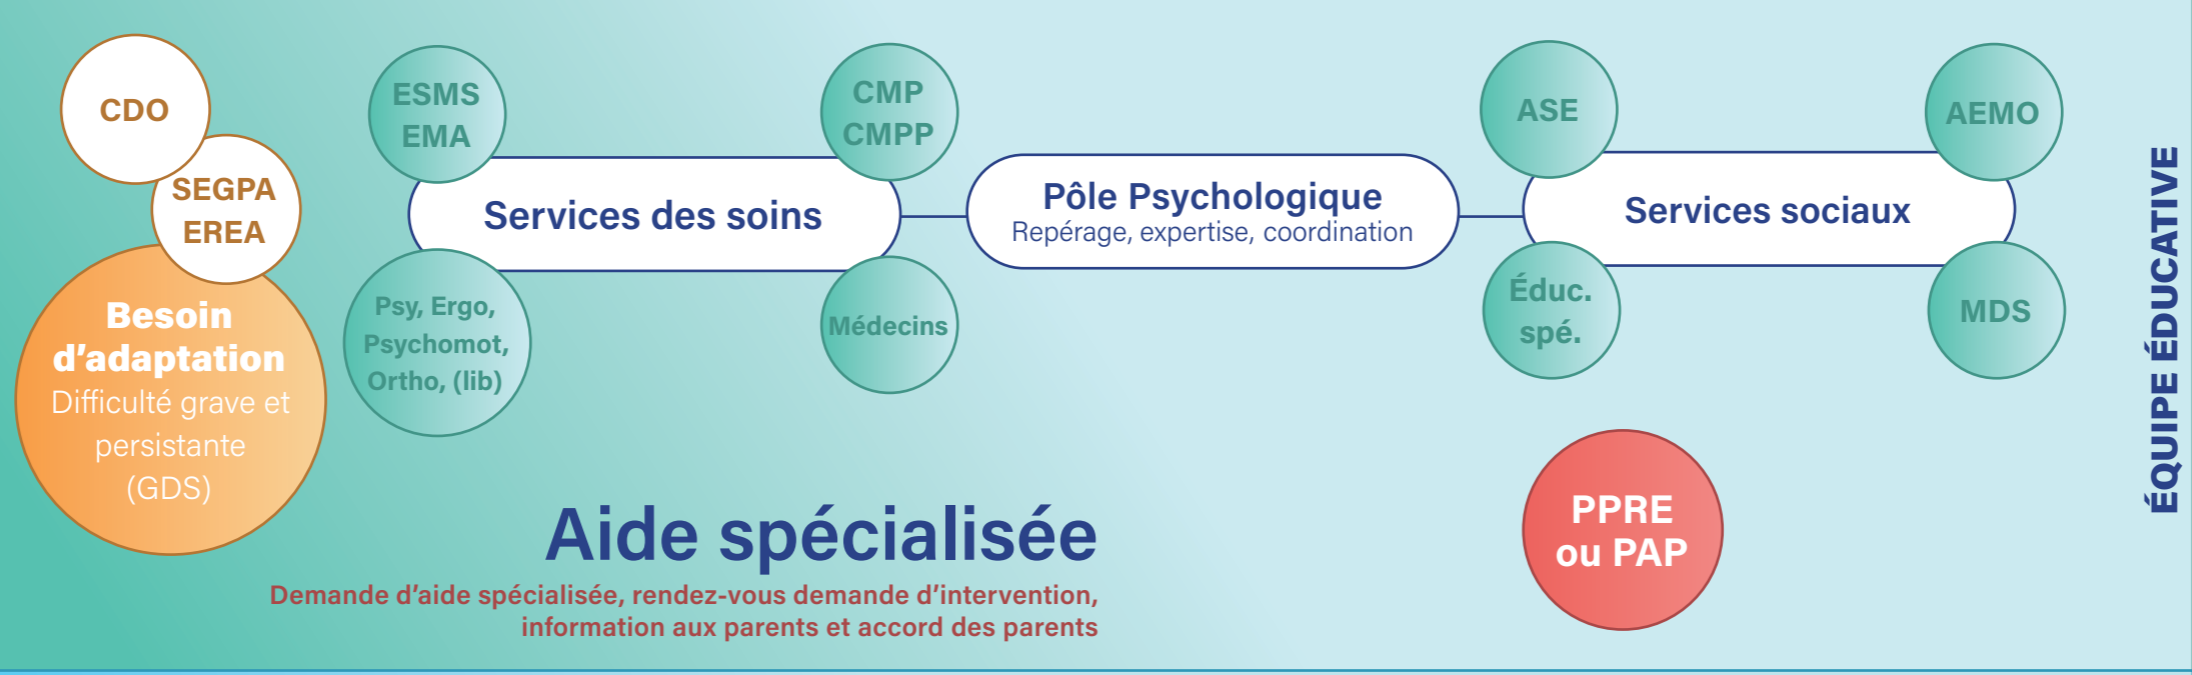 CDO
SEGPA
EREA
Besoin
d'adaptation
Difficulté grave et
persistante
(GDS)
ESMS
EMA
CMP
CMPP
Services des soins
Psy, Ergo,
Psychomot,
Ortho, (lib)
Médecins
Pôle Psychologique
Repérage, expertise, coordination
ASE
AEMO
Services sociaux
Éduc.
spé.
MDS
PPRE
ou PAP
Aide spécialisée
Demande d'aide spécialisée, rendez-vous demande d'intervention,
information aux parents et accord des parents
ÉQUIPE ÉDUCATIVE